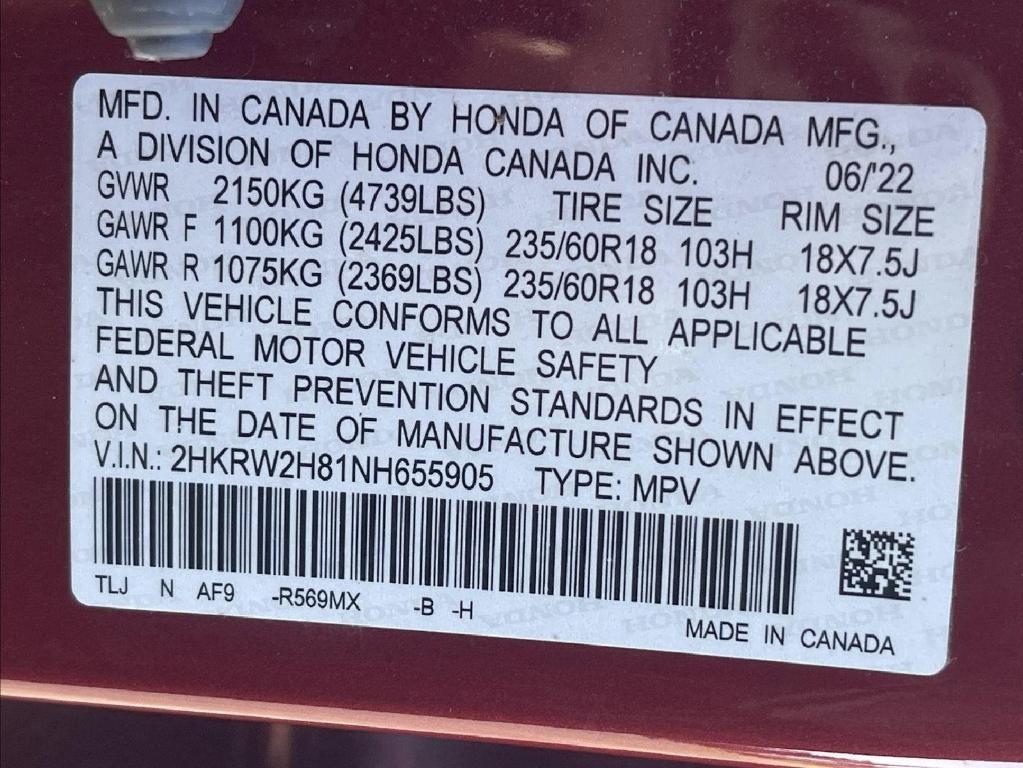 MFD. IN CANADA BY HONDA OF CANADA MFG.,
A DIVISION OF HONDA CANADA INC. 06/'22
GVWR 2150KG (4739LBS) TIRE SIZE RIM SIZE
GAWR F 1100KG (2425LBS) 235/60R18 103H 18X7.5J
GAWR R 1075KG (2369LBS) 235/60R18 103H 18X7.5J
THIS VEHICLE CONFORMS TO ALL APPLICABLE
FEDERAL MOTOR VEHICLE SAFETY
AND THEFT PREVENTION STANDARDS IN EFFECT
ON THE DATE OF MANUFACTURE SHOWN ABOVE.
V.I.N.: 2HKRW2H81NH655905 TYPE: MPV
TLJ N AF9 -R569MX -B -H
MADE IN CANADA